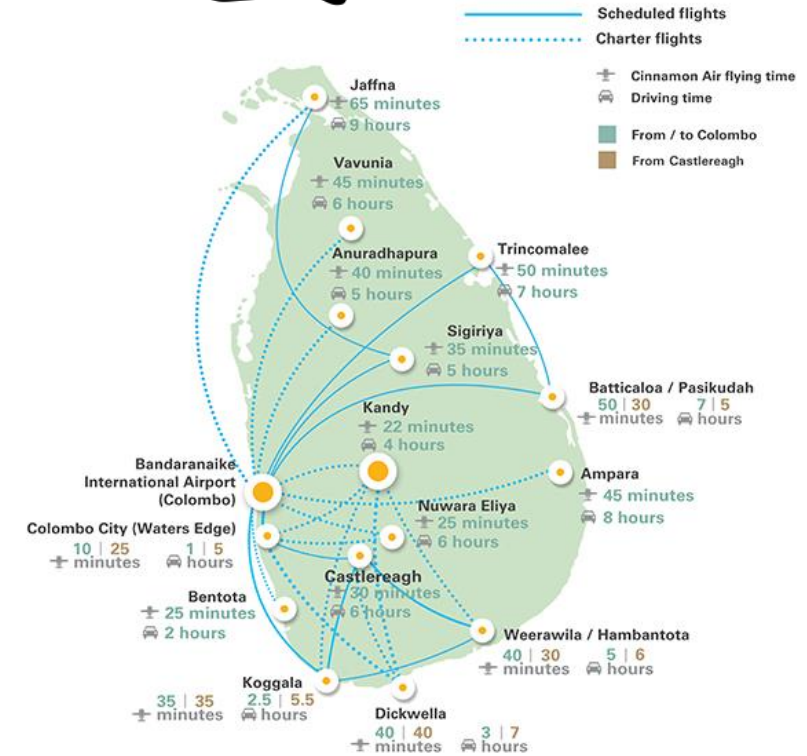 Scheduled flights
Charter flights
Cinnamon Air flying time
Driving time
From / to Colombo
From Castlereagh
Jaffna
65 minutes
9 hours
Vavunia
45 minutes
6 hours
Anuradhapura
40 minutes
5 hours
Trincomalee
50 minutes
7 hours
Sigiriya
35 minutes
5 hours
Batticaloa / Pasikudah
50 | 30 7 | 5
minutes hours
Kandy
22 minutes
4 hours
Bandaranaike
International Airport
(Colombo)
Ampara
45 minutes
8 hours
Nuwara Eliya
25 minutes
6 hours
Colombo City (Waters Edge)
10 | 25 1 | 5
minutes hours
Castlereagh
30 minutes
6 hours
Bentota
25 minutes
2 hours
Weerawila / Hambantota
40 | 30 5 | 6
minutes hours
Koggala
35 | 35 2.5 | 5.5
minutes hours
Dickwella
40 | 40 3 | 7
minutes hours